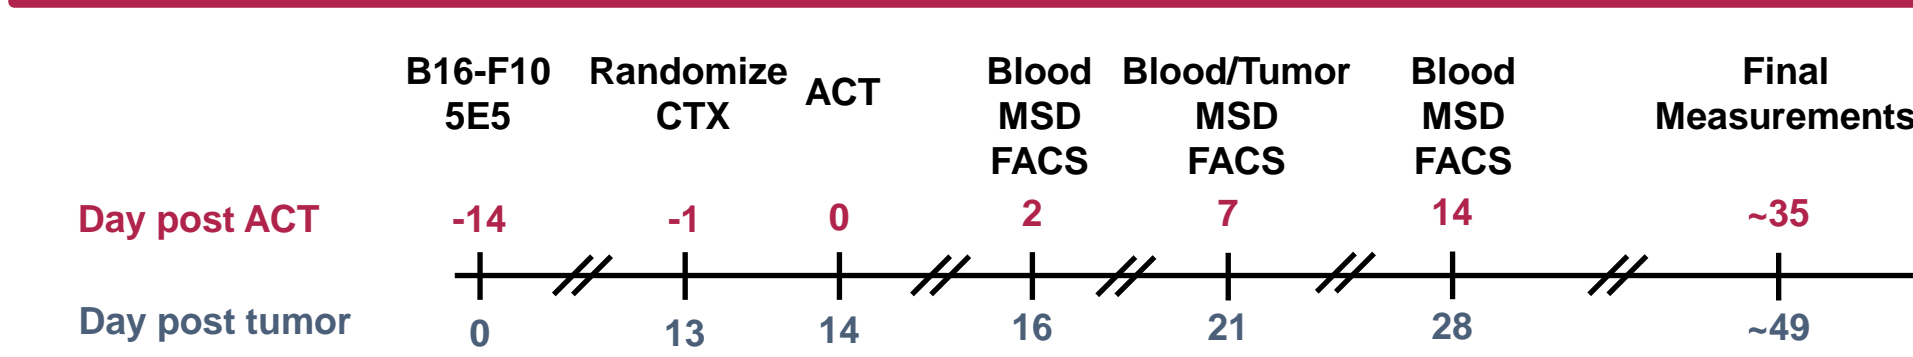 B16-F10 Randomize ACT Blood Blood/Tumor Blood Final
5E5 CTX MSD MSD MSD Measurements
FACS FACS FACS
Day post ACT -14 -1 0 2 7 14 ~35
Day post tumor 0 13 14 16 21 28 ~49